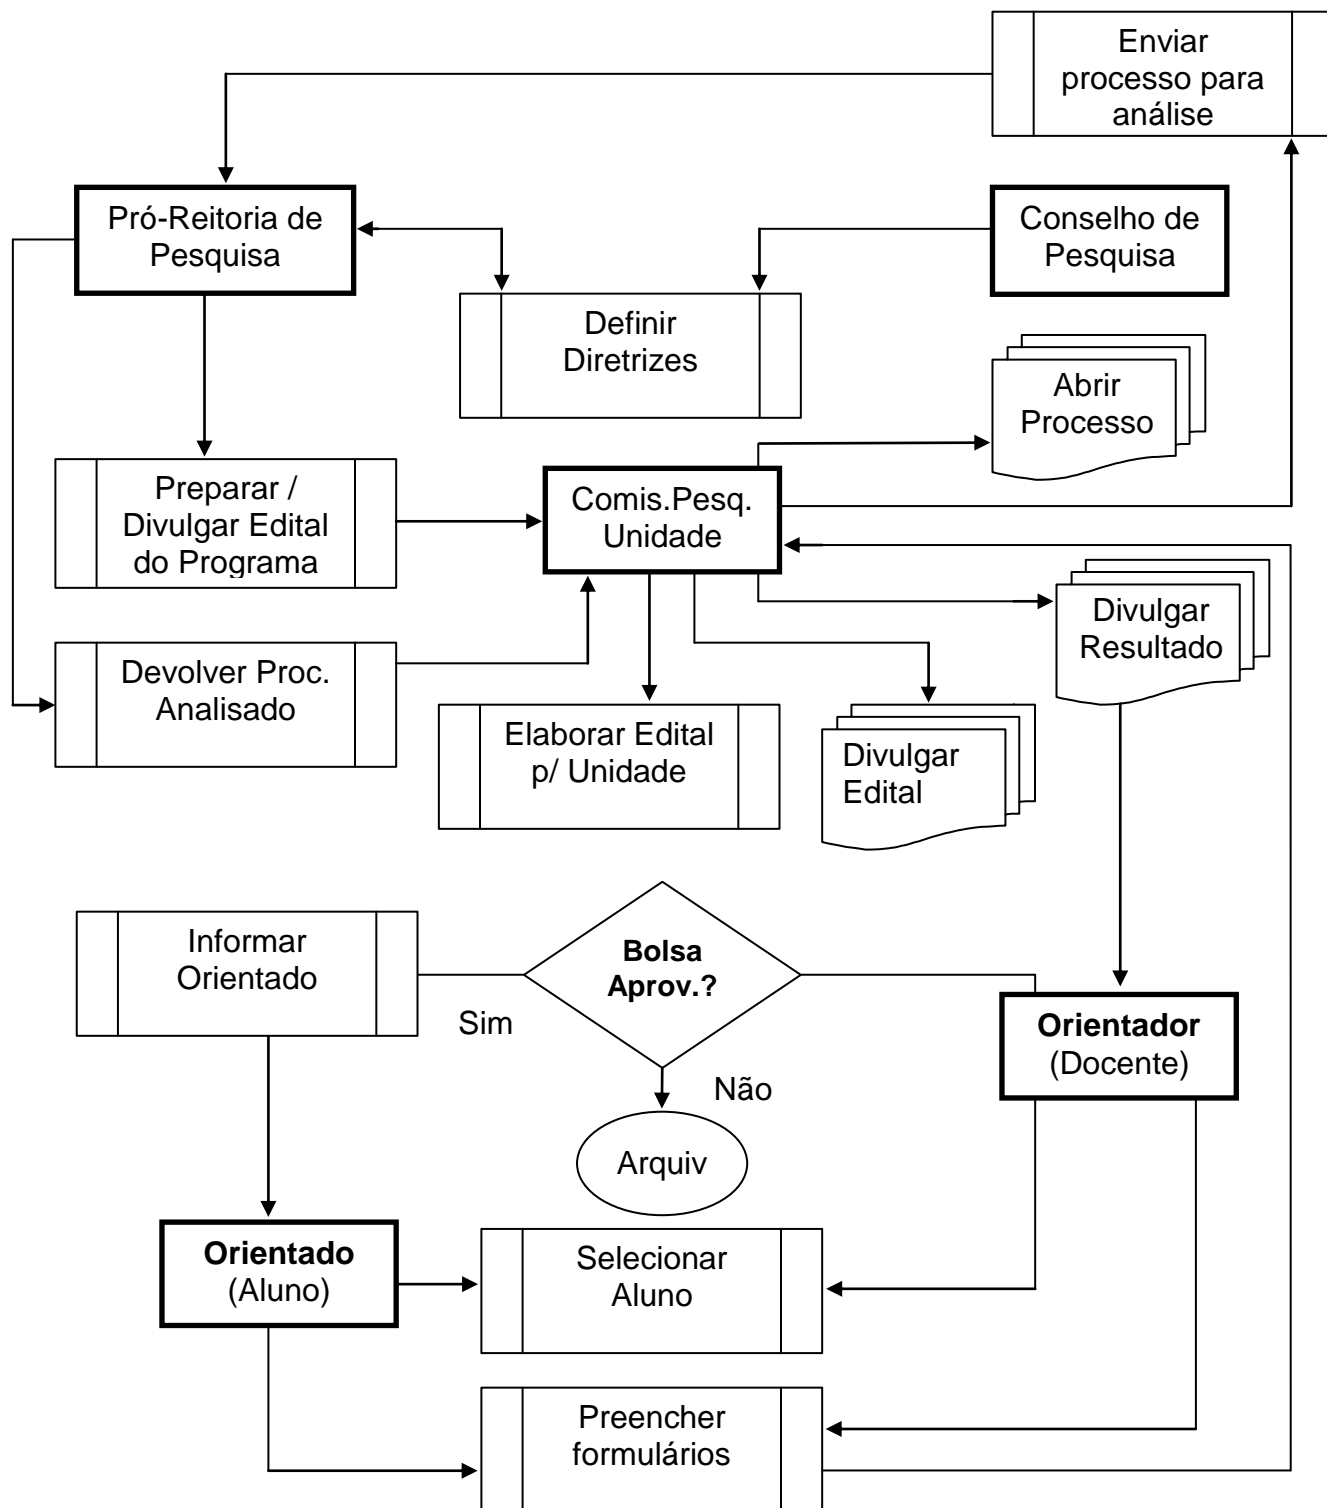 Enviar
processo para
análise
Pró-Reitoria de
Pesquisa
Conselho de
Pesquisa
Definir
Diretrizes
Abrir
Processo
Preparar /
Divulgar Edital
do Programa
Comis.Pesq.
Unidade
Divulgar
Resultado
Devolver Proc.
Analisado
Elaborar Edital
p/ Unidade
Divulgar
Edital
Informar
Orientado
Bolsa
Aprov.?
Sim
Não
Orientador
(Docente)
Arquiv
Orientado
(Aluno)
Selecionar
Aluno
Preencher
formulários